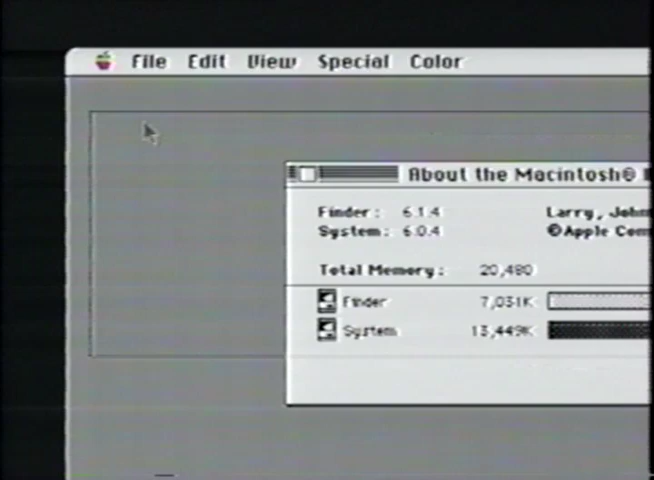 File Edit View Special Color
About the Macintosh®
Finder: 6.1.4 Larry, John
System: 6.0.4 ©Apple Com
Total Memory: 20,480
Finder 7,031K
System 13,449K